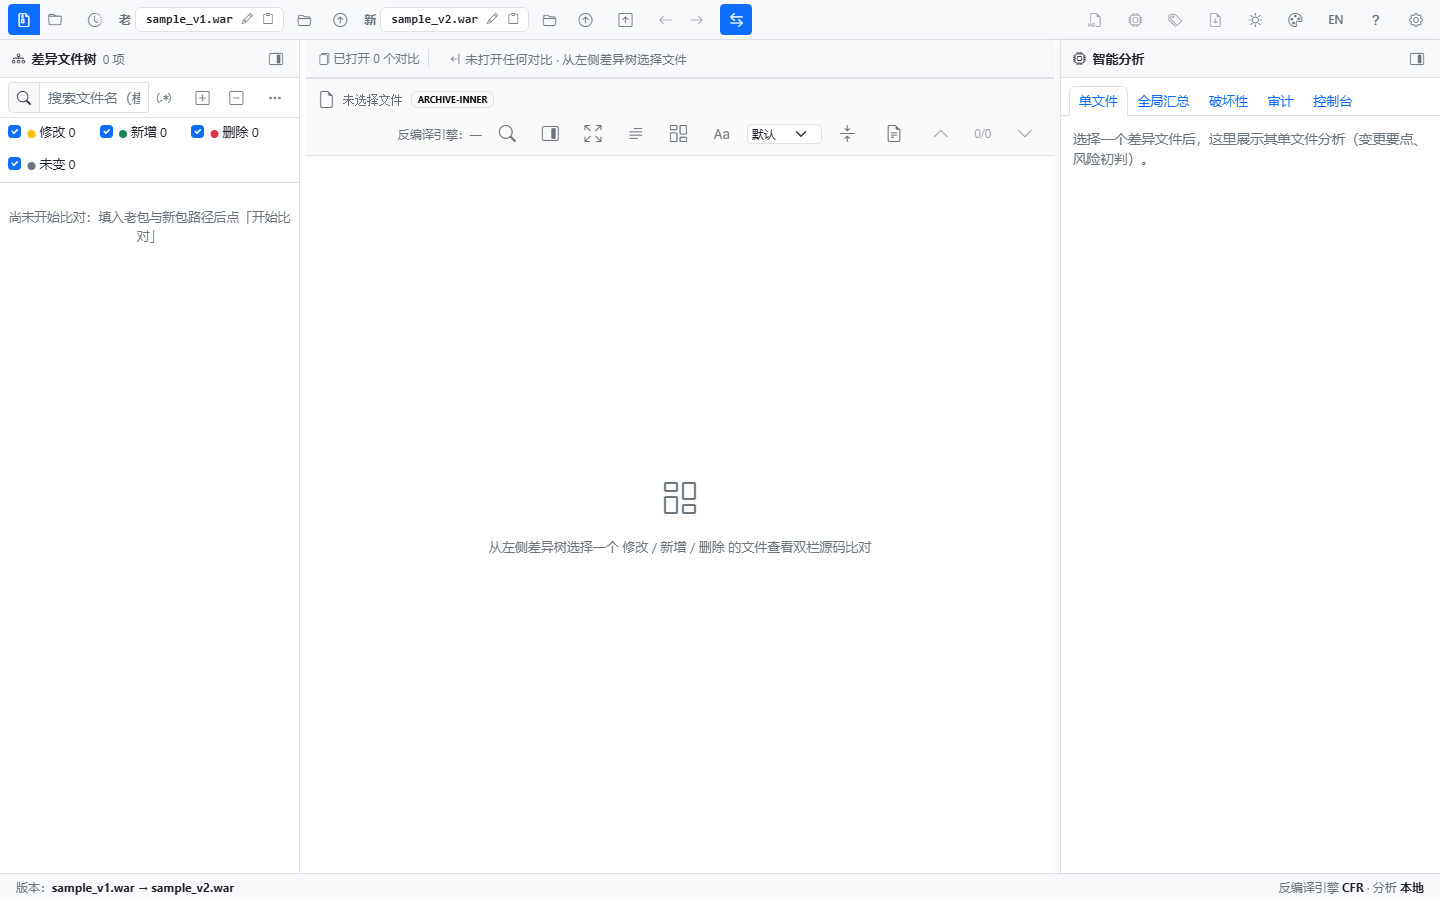 老 sample_v1.war 新 sample_v2.war EN ?
差异文件树 0 项
已打开 0 个对比 未打开任何对比 · 从左侧差异树选择文件
智能分析
搜索文件名（ (.*)
未选择文件 ARCHIVE-INNER
单文件 全局汇总 破坏性 审计 控制台
修改 0 新增 0 删除 0
未变 0
反编译引擎： — Aa 默认 0/0
选择一个差异文件后，这里展示其单文件分析（变更要点、
风险初判）。
尚未开始比对：填入老包与新包路径后点「开始比
对」
从左侧差异树选择一个 修改 / 新增 / 删除 的文件查看双栏源码比对
版本： sample_v1.war → sample_v2.war
反编译引擎 CFR · 分析 本地